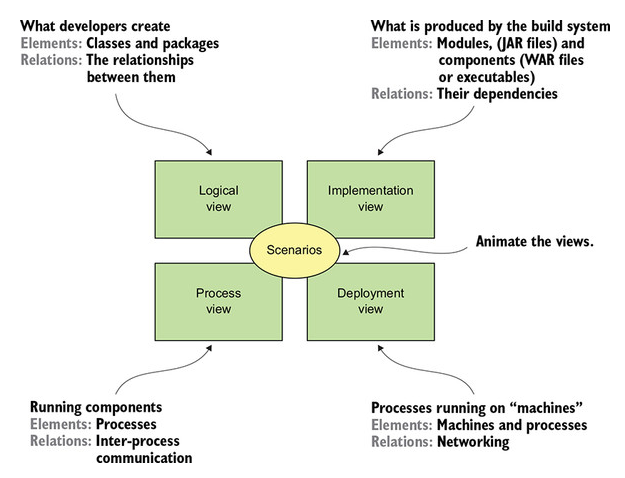 What developers create
Elements: Classes and packages
Relations: The relationships
between them
What is produced by the build system
Elements: Modules, (JAR files) and
components (WAR files
or executables)
Relations: Their dependencies
Logical
view
Implementation
view
Scenarios
Animate the views.
Process
view
Deployment
view
Running components
Elements: Processes
Relations: Inter-process
communication
Processes running on “machines”
Elements: Machines and processes
Relations: Networking